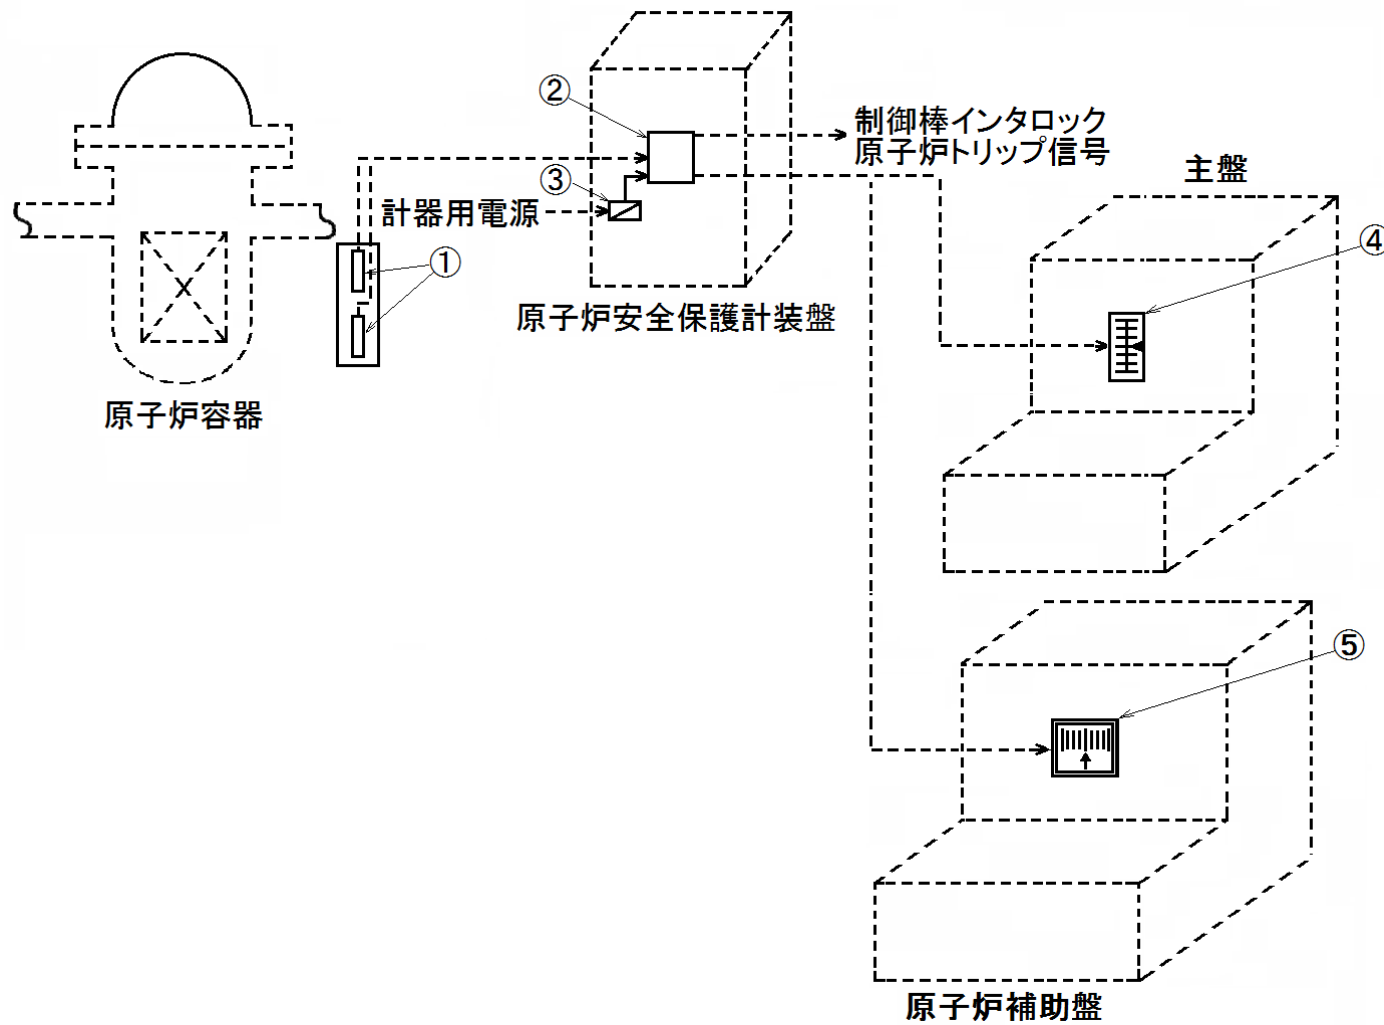 ②
制御棒インタロック
原子炉トリップ信号
主盤
③
計器用電源
①
④
原子炉安全保護計装盤
原子炉容器
⑤
原子炉補助盤